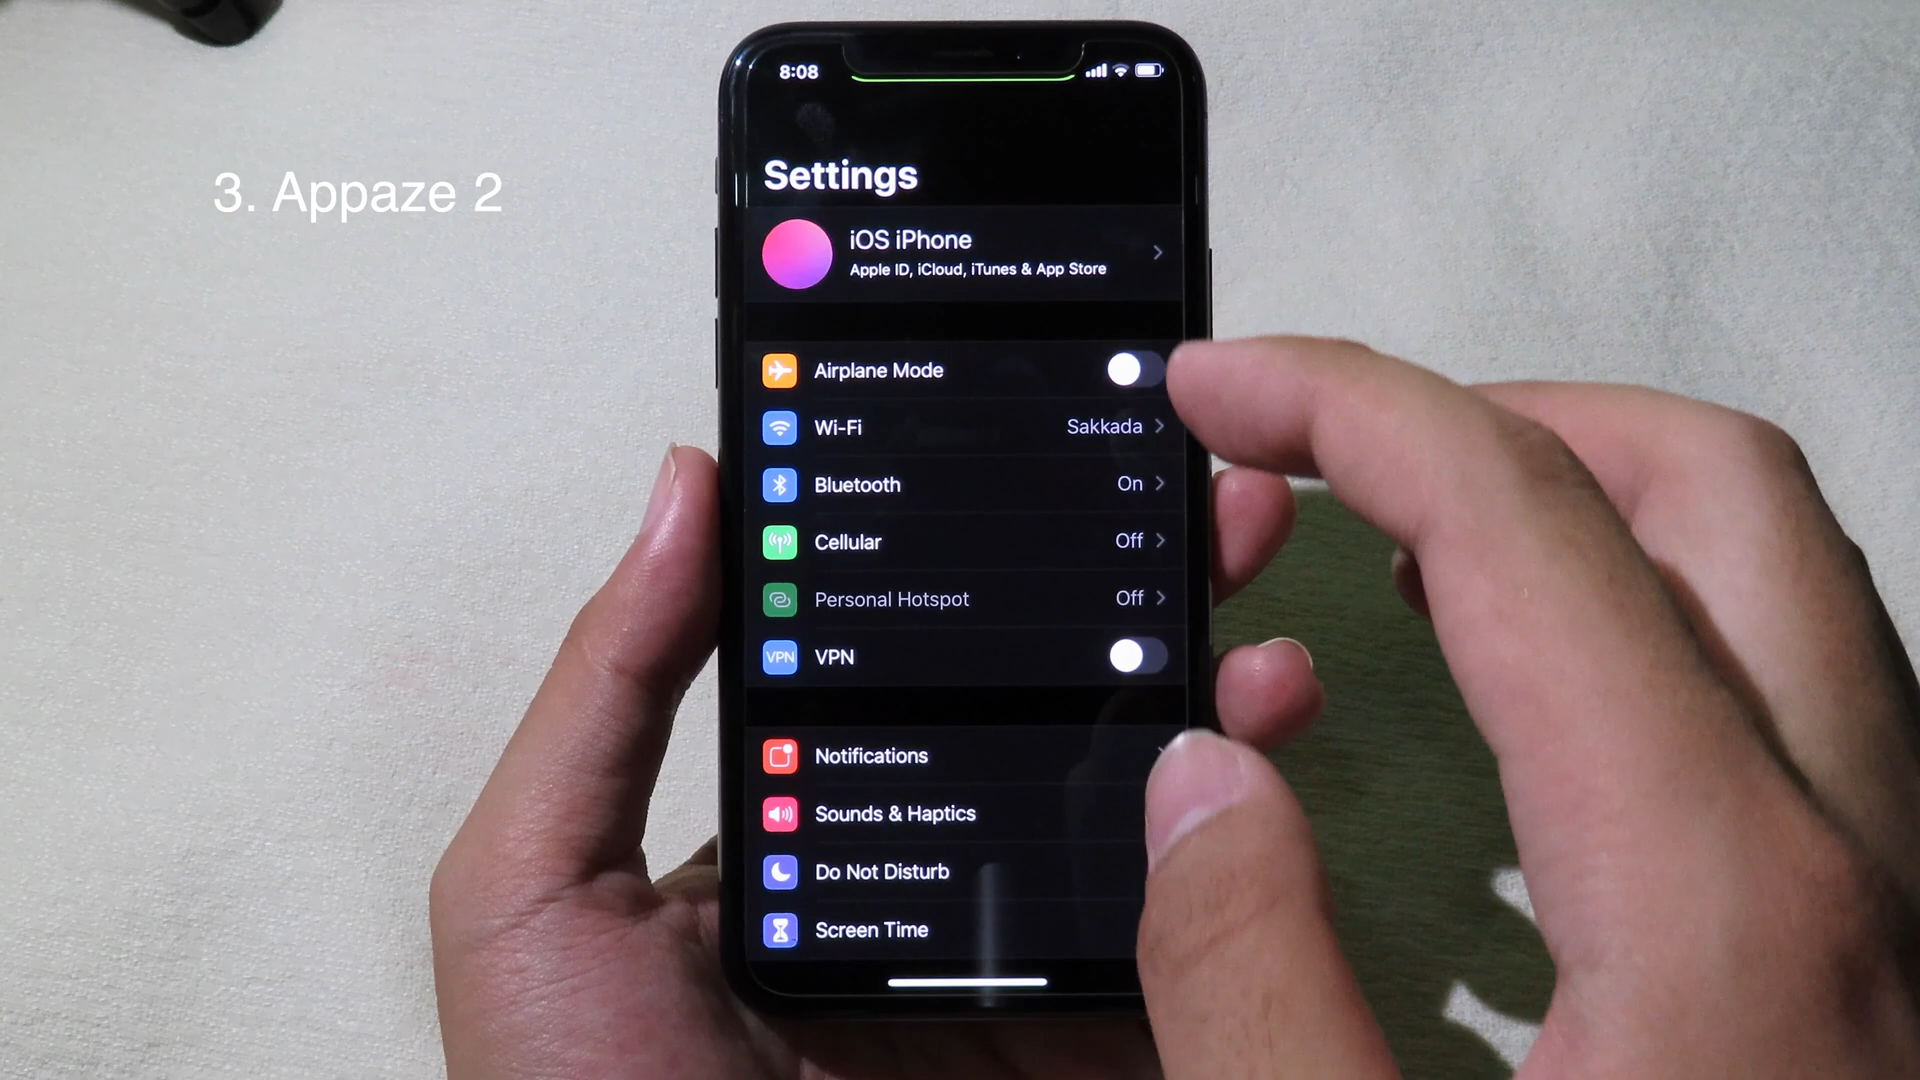 3. Appaze 2
8:08
Settings
iOS iPhone
Apple ID, iCloud, iTunes & App Store
Airplane Mode
Wi-Fi Sakkada
Bluetooth On
Cellular Off
Personal Hotspot Off
VPN VPN
Notifications
Sounds & Haptics
Do Not Disturb
Screen Time